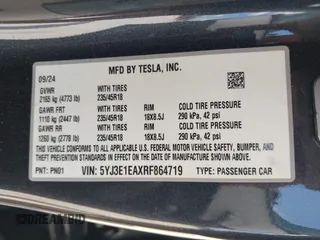 MFD BY TESLA, INC.
09/24
GVWR WITH TIRES
2165 kg (4773 lb) 235/45R18
GAWR FRT WITH TIRES RIM COLD TIRE PRESSURE
1110 kg (2447 lb) 235/45R18 18X8.5J 290 kPa, 42 psi
GAWR RR WITH TIRES RIM COLD TIRE PRESSURE
1260 kg (2778 lb) 235/45R18 18X8.5J 290 kPa, 42 psi
THIS VEHICLE CONFORMS TO ALL APPLICABLE
FEDERAL MOTOR VEHICLE SAFETY, BUMPER, AND
THEFT PREVENTION STANDARDS IN EFFECT ON THE
DATE OF MANUFACTURE SHOWN ABOVE.
PNT: PN01 VIN: 5YJ3E1EAXRF864719 TYPE: PASSENGER CAR
DREAMBID